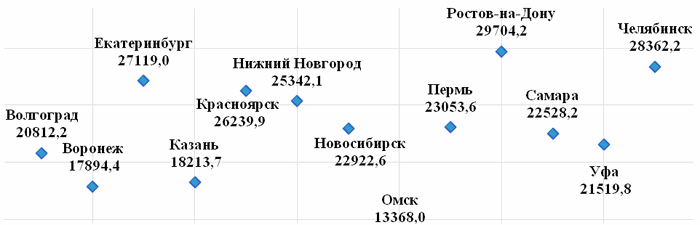 Ростов-на-Дону
29704,2
Челябинск
28362,2
Екатеринбург
27119,0
Нижний Новгород
25342,1
Красноярск
26239,9
Пермь
23053,6
Самара
22528,2
Волгоград
20812,2
Воронеж
17894,4
Казань
18213,7
Новосибирск
22922,6
Уфа
21519,8
Омск
13368,0